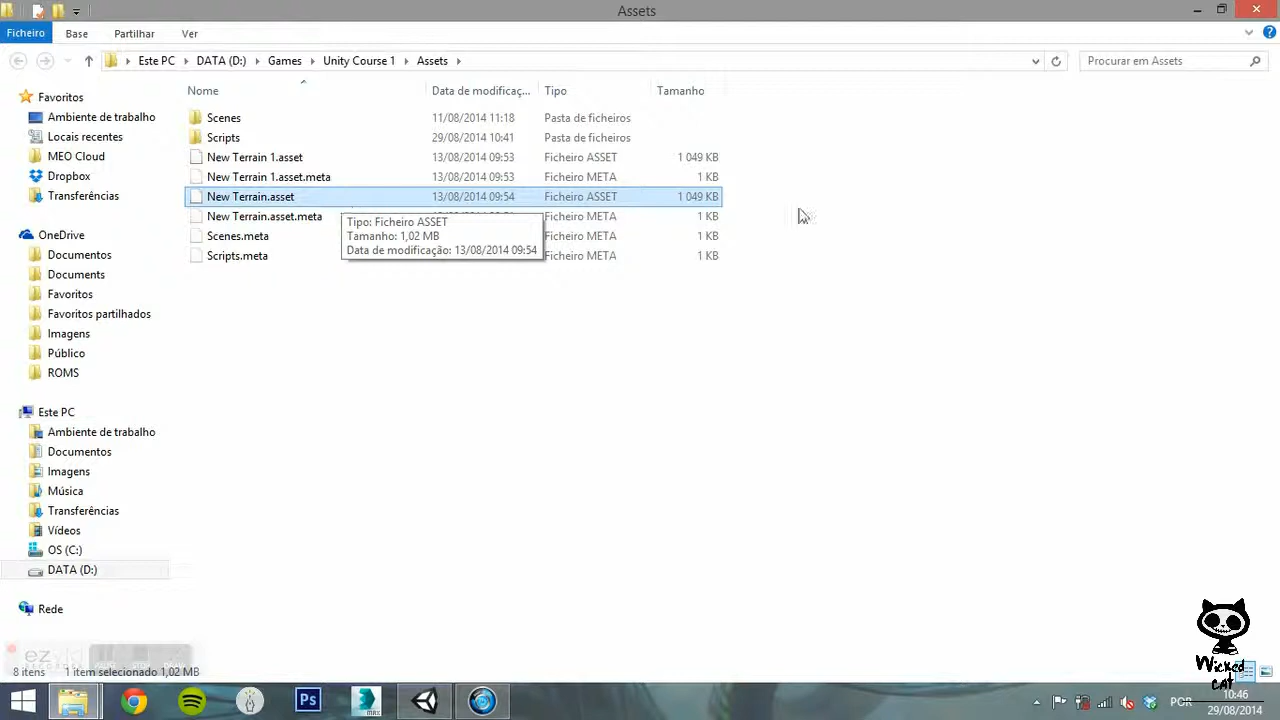 Assets
Ficheiro Base Partilhar Ver
Este PC DATA (D:) Games Unity Course 1 Assets
Procurar em Assets
Nome Data de modificaç... Tipo Tamanho
Scenes 11/08/2014 11:18 Pasta de ficheiros
Scripts 29/08/2014 10:41 Pasta de ficheiros
New Terrain 1.asset 13/08/2014 09:53 Ficheiro ASSET 1 049 KB
New Terrain 1.asset.meta 13/08/2014 09:53 Ficheiro META 1 KB
New Terrain.asset 13/08/2014 09:54 Ficheiro ASSET 1 049 KB
New Terrain.asset.meta Ficheiro META 1 KB
Scenes.meta Ficheiro META 1 KB
Scripts.meta Ficheiro META 1 KB
Tipo: Ficheiro ASSET
Tamanho: 1,02 MB
Data de modificação: 13/08/2014 09:54
Favoritos
Ambiente de trabalho
Locais recentes
MEO Cloud
Dropbox
Transferências
OneDrive
Documentos
Documents
Favoritos
Favoritos partilhados
Imagens
Público
ROMS
Este PC
Ambiente de trabalho
Documentos
Imagens
Música
Transferências
Vídeos
OS (C:)
DATA (D:)
Rede
8 itens 1 item selecionado 1,02 MB
Wicked
cat
Ps
MAX
POR
10:46
29/08/2014